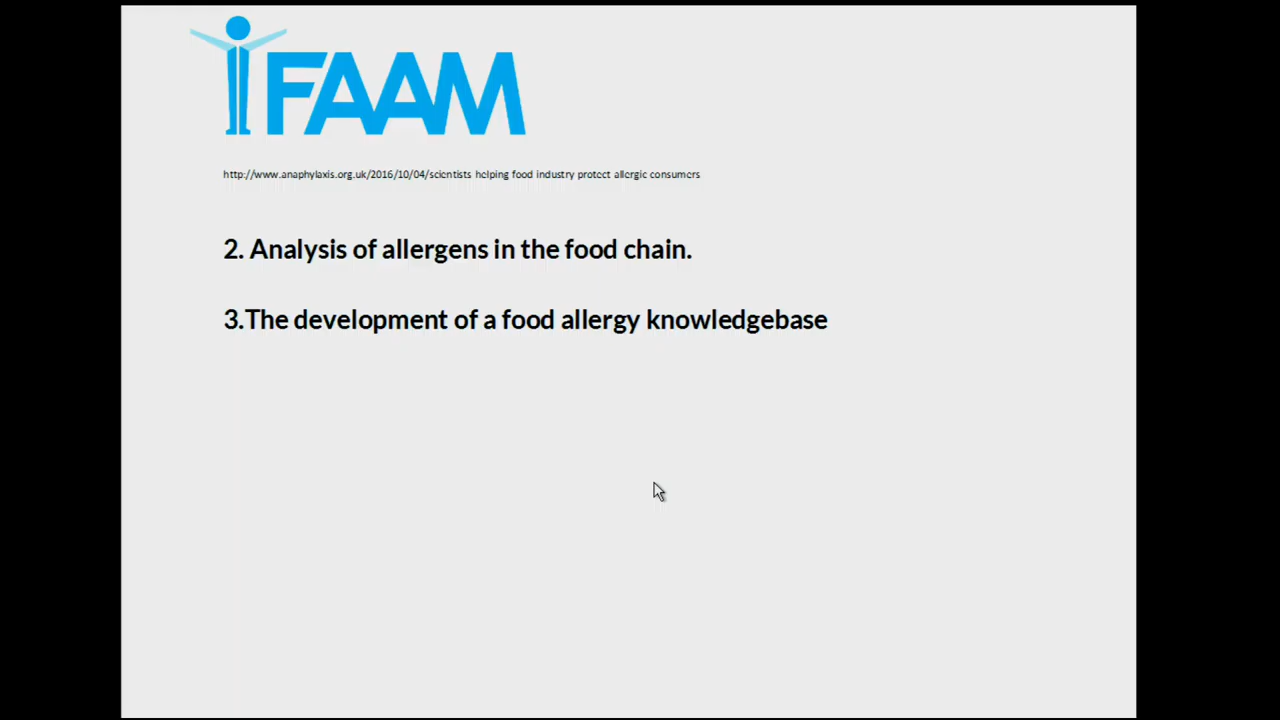 iFAAM
http://www.anaphylaxis.org.uk/2016/10/04/scientists helping food industry protect allergic consumers
2. Analysis of allergens in the food chain.
3.The development of a food allergy knowledgebase